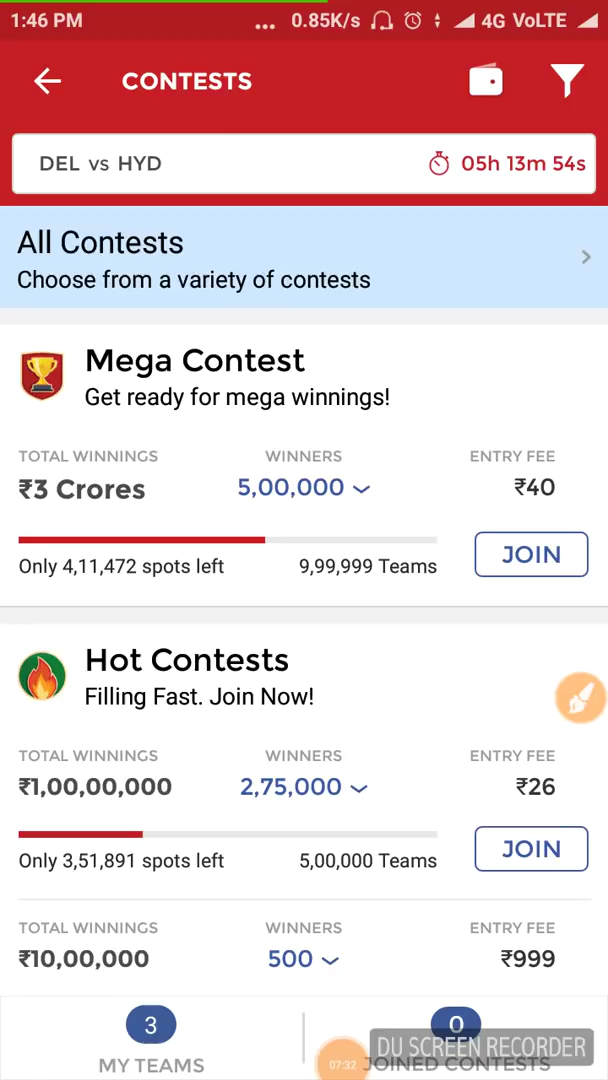 1:46 PM ... 0.85K/s 4G VoLTE
CONTESTS
DEL vs HYD 05h 13m 54s
All Contests
Choose from a variety of contests
Mega Contest
Get ready for mega winnings!
TOTAL WINNINGS WINNERS ENTRY FEE
₹3 Crores 5,00,000 ₹40
Only 4,11,472 spots left 9,99,999 Teams JOIN
Hot Contests
Filling Fast. Join Now!
TOTAL WINNINGS WINNERS ENTRY FEE
₹1,00,00,000 2,75,000 ₹26
Only 3,51,891 spots left 5,00,000 Teams JOIN
TOTAL WINNINGS WINNERS ENTRY FEE
₹10,00,000 500 ₹999
3 0
DU SCREEN RECORDER
MY TEAMS 07:32 JOINED CONTESTS